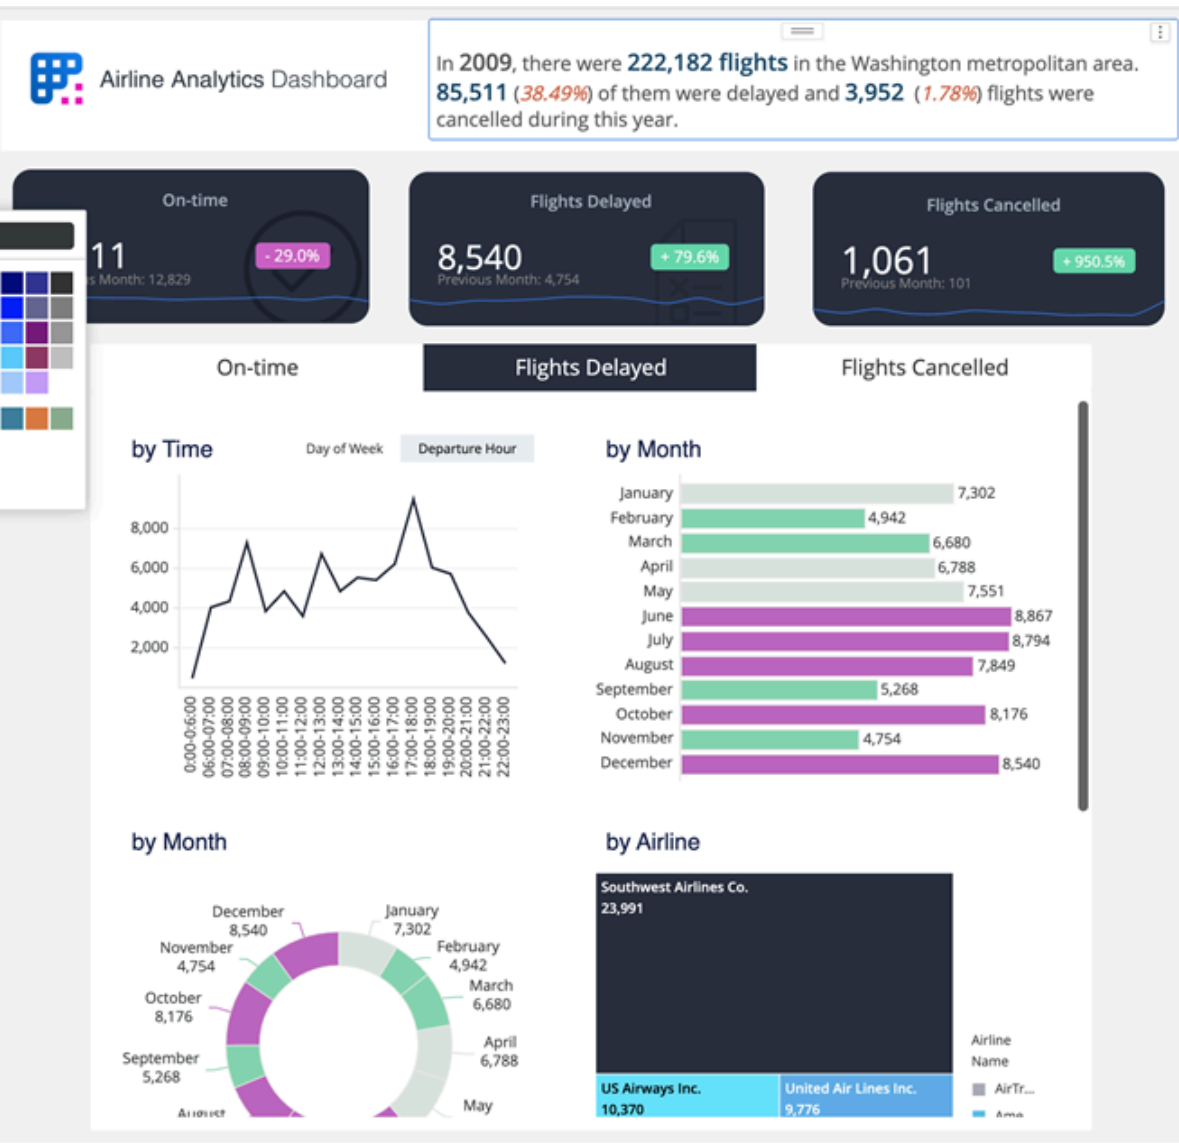 Airline Analytics Dashboard
In 2009, there were 222,182 flights in the Washington metropolitan area.
85,511 (38.49%) of them were delayed and 3,952 (1.78%) flights were
cancelled during this year.
On-time
11
- 29.0%
s Month: 12,829
Flights Delayed
8,540
+ 79.6%
Previous Month: 4,754
Flights Cancelled
1,061
+ 950.5%
Previous Month: 101
On-time
Flights Delayed
Flights Cancelled
by Time
Day of Week
Departure Hour
8,000
6,000
4,000
2,000
0:00-0:6:00
06:00-07:00
07:00-08:00
08:00-09:00
09:00-10:00
10:00-11:00
11:00-12:00
12:00-13:00
13:00-14:00
14:00-15:00
15:00-16:00
16:00-17:00
17:00-18:00
18:00-19:00
19:00-20:00
20:00-21:00
21:00-22:00
22:00-23:00
by Month
January 7,302
February 4,942
March 6,680
April 6,788
May 7,551
June 8,867
July 8,794
August 7,849
September 5,268
October 8,176
November 4,754
December 8,540
by Month
December
8,540
January
7,302
November
4,754
February
4,942
March
6,680
October
8,176
April
6,788
September
5,268
May
August
by Airline
Southwest Airlines Co.
23,991
US Airways Inc.
10,370
United Air Lines Inc.
9,776
Airline
Name
AirTr...
Ame